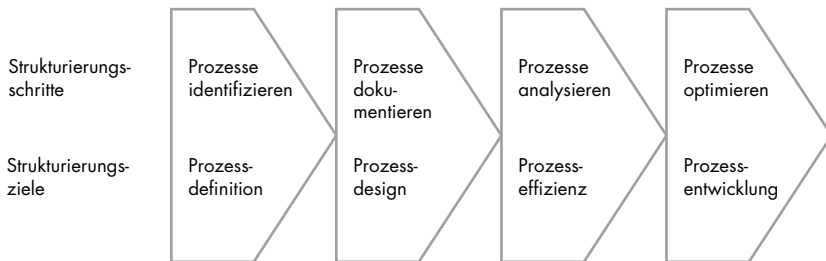 Strukturierungs-
schritte
Prozesse
identifizieren
Prozesse
doku-
mentieren
Prozesse
analysieren
Prozesse
optimieren
Strukturierungs-
ziele
Prozess-
definition
Prozess-
design
Prozess-
effizienz
Prozess-
entwicklung